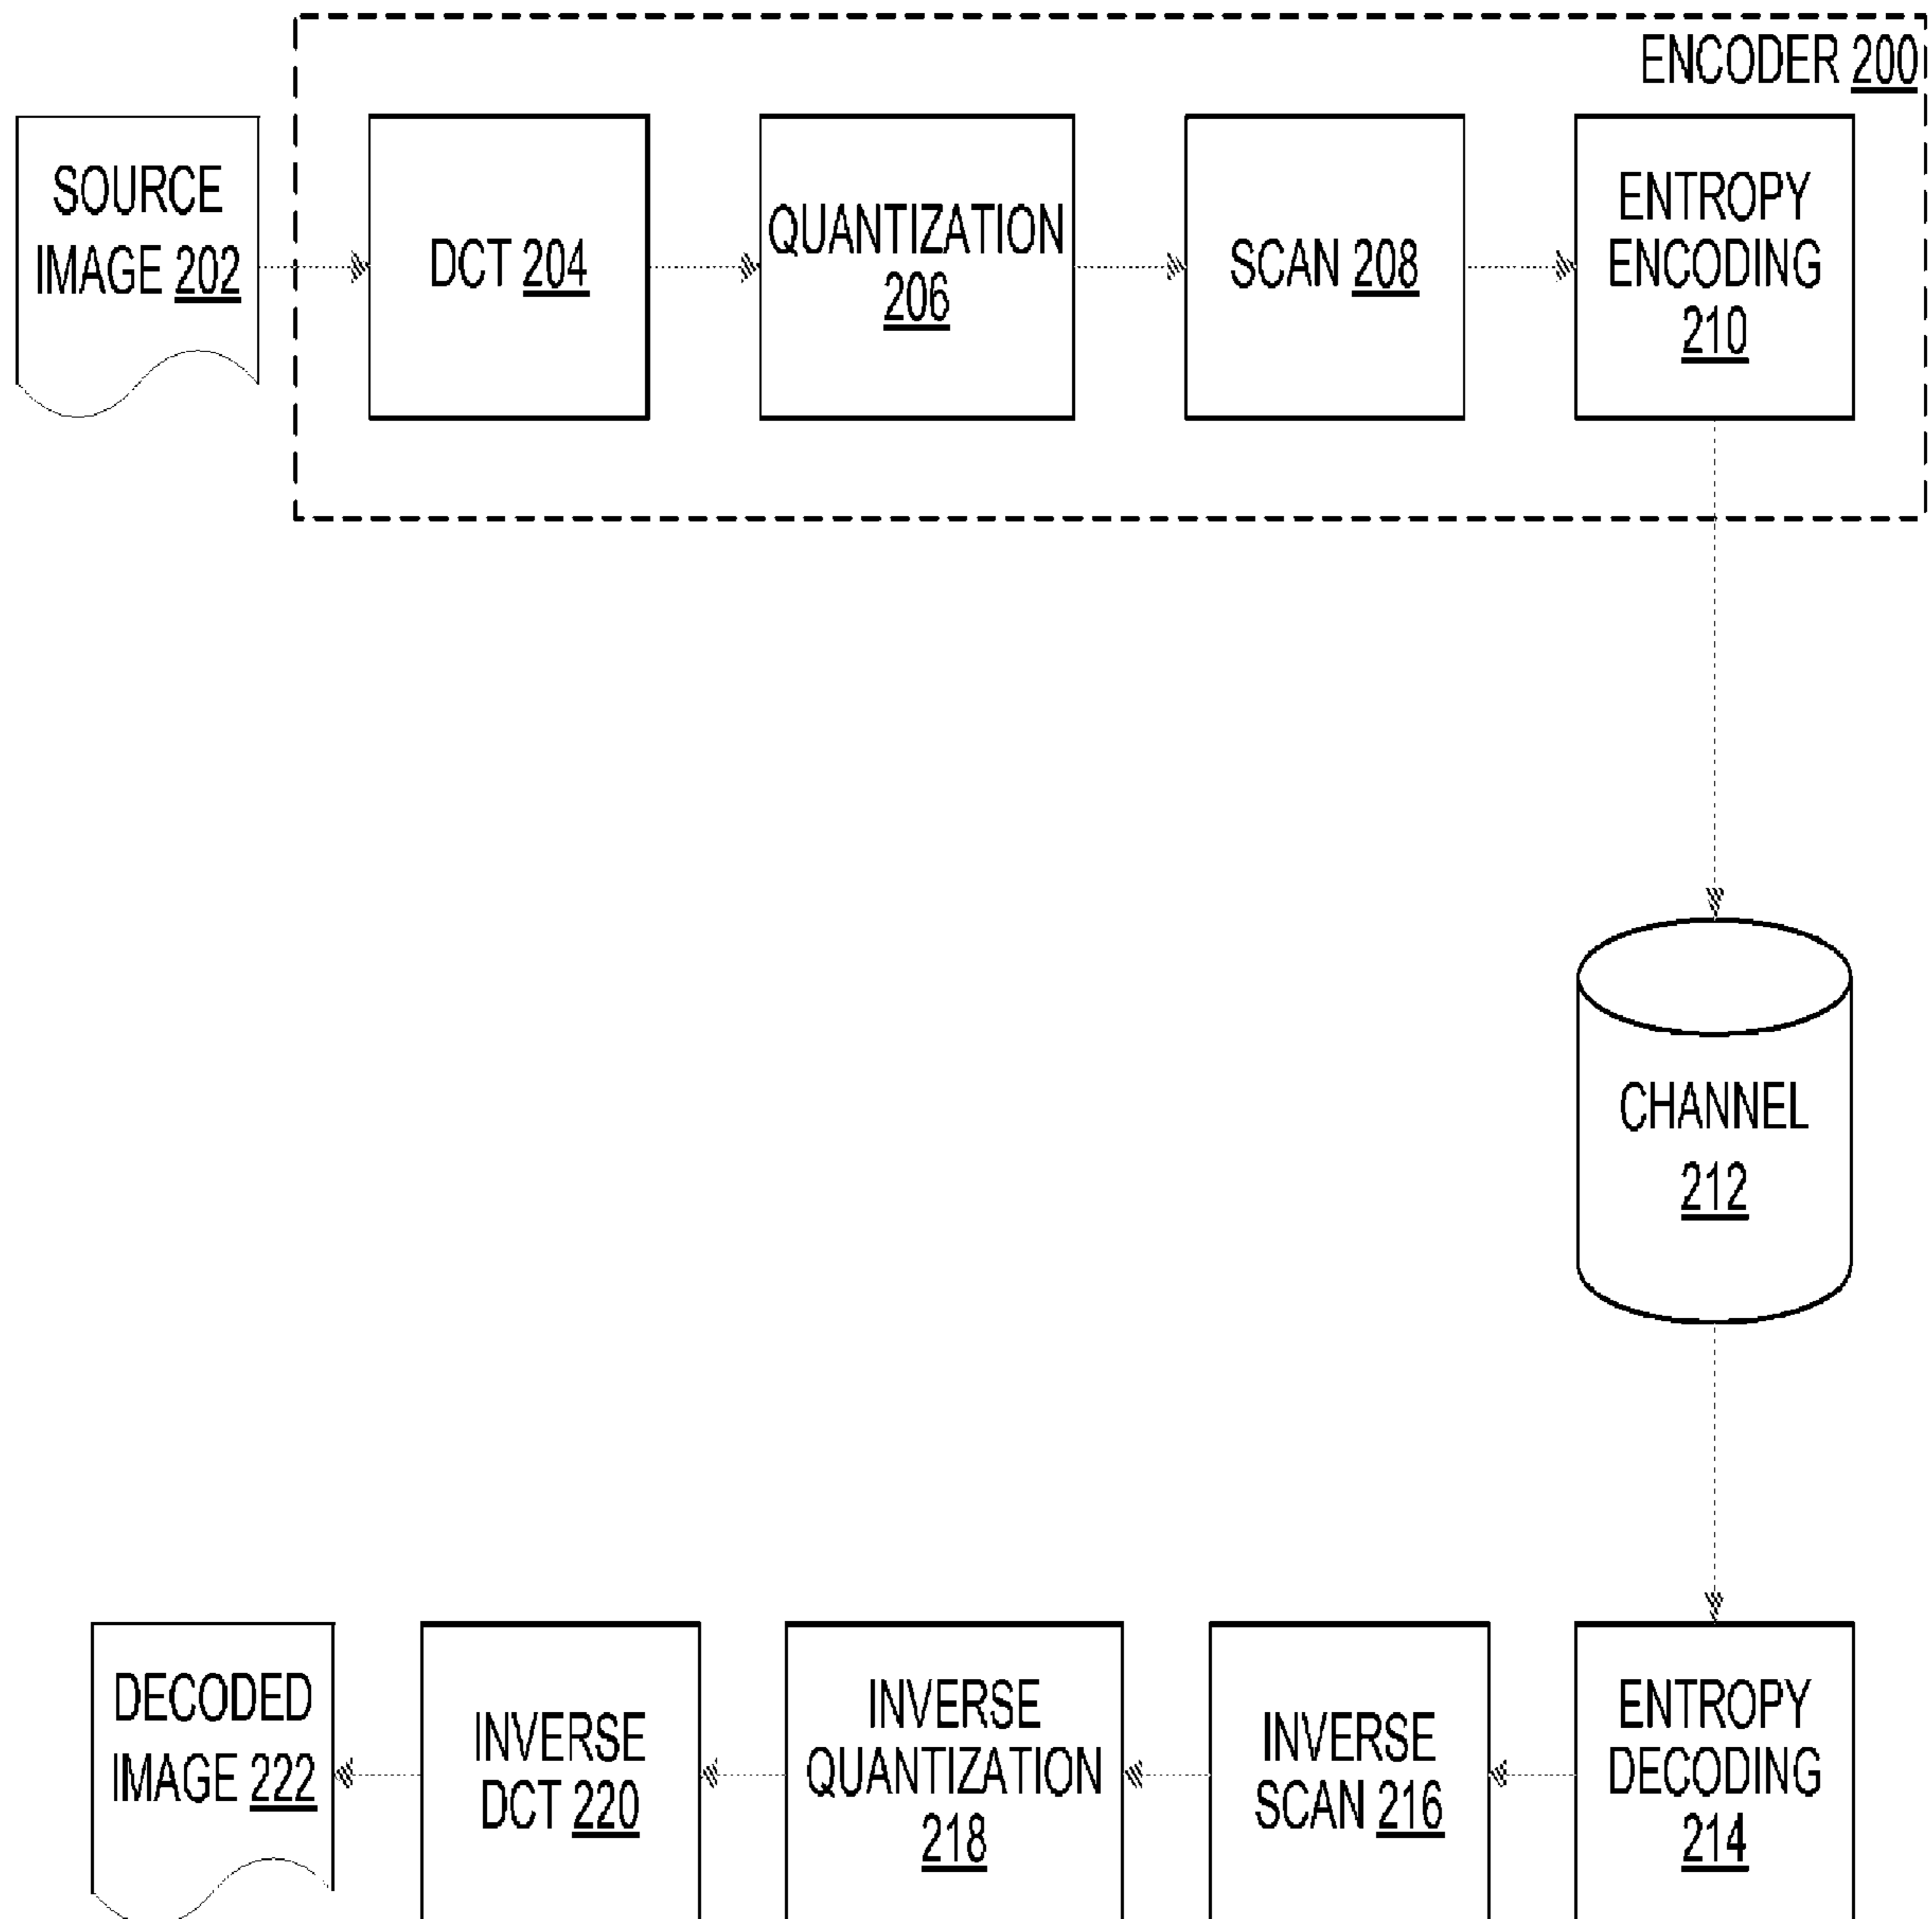 ENCODER 200
SOURCE
IMAGE 202
DCT 204
QUANTIZATION
206
SCAN 208
ENTROPY
ENCODING
210
CHANNEL
212
DECODED
IMAGE 222
INVERSE
DCT 220
INVERSE
QUANTIZATION
218
INVERSE
SCAN 216
ENTROPY
DECODING
214